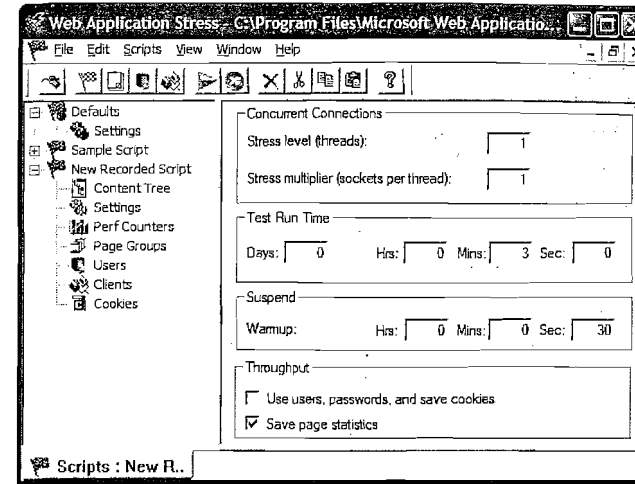 Web Application Stress - C:\Program Files\Microsoft Web Applicatio...
File Edit Scripts View Window Help
Defaults
Settings
Sample Script
New Recorded Script
Content Tree
Settings
Perf Counters
Page Groups
Users
Clients
Cookies
Concurrent Connections
Stress level (threads): 1
Stress multiplier (sockets per thread): 1
Test Run Time
Days: 0 Hrs: 0 Mins: 3 Sec: 0
Suspend
Warmup: Hrs: 0 Mins: 0 Sec: 30
Throughput
Use users, passwords, and save cookies
Save page statistics
Scripts : New R..